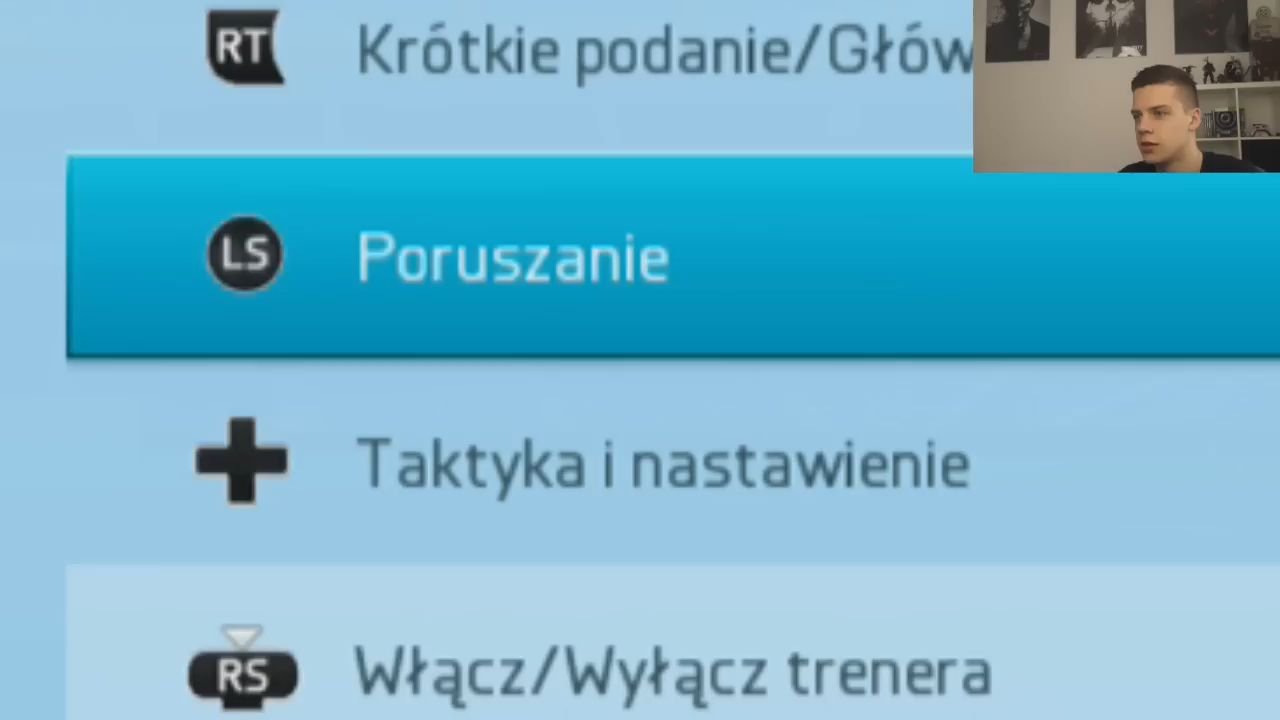 RT Krótkie podanie/Głów
LS Poruszanie
Taktyka i nastawienie
RS Włącz/Wyłącz trenera